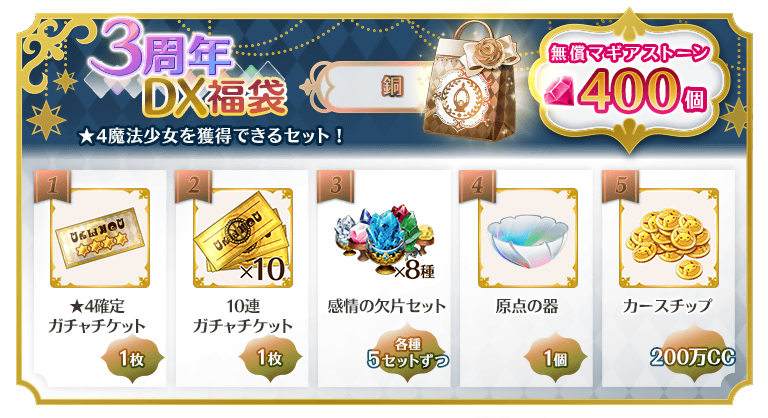 3周年
DX福袋
銅
★4魔法少女を獲得できるセット！
無償マギアストーン
400個
1
★4確定
ガチャチケット
1枚
2
×10
10連
ガチャチケット
1枚
3
×8種
感情の欠片セット
各種
5セットずつ
4
原点の器
1個
5
カースチップ
200万CC